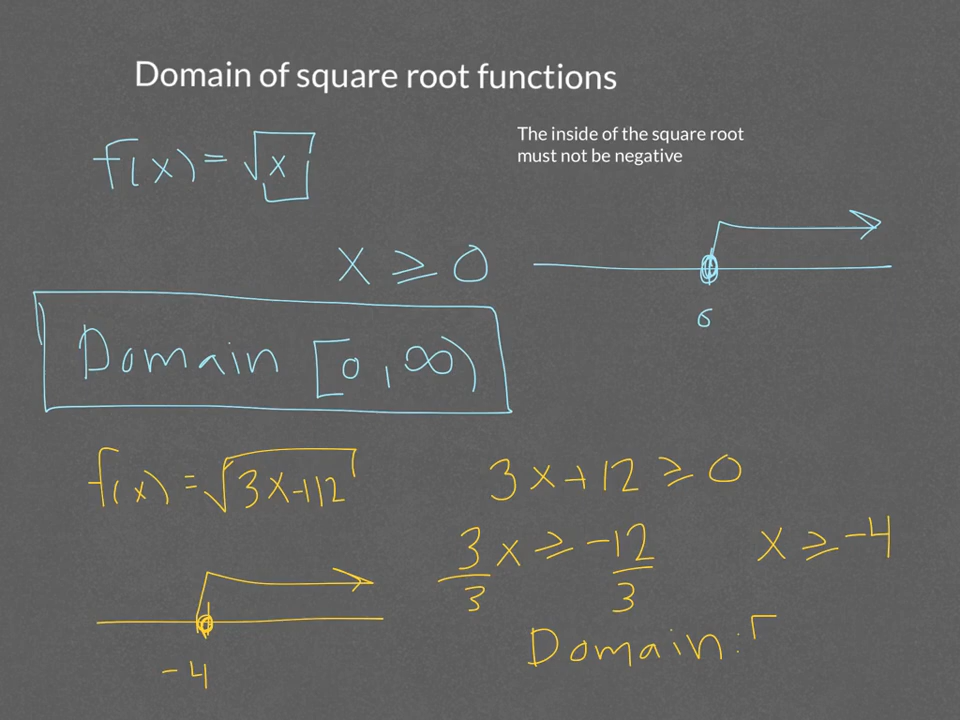 Domain of square root functions
The inside of the square root
must not be negative
f(x) = √x
x ≥ 0
0
Domain [0, ∞)
f(x) = √3x+12
3x+12 ≥ 0
3x ≥ -12
3 3
x ≥ -4
-4
Domain: [